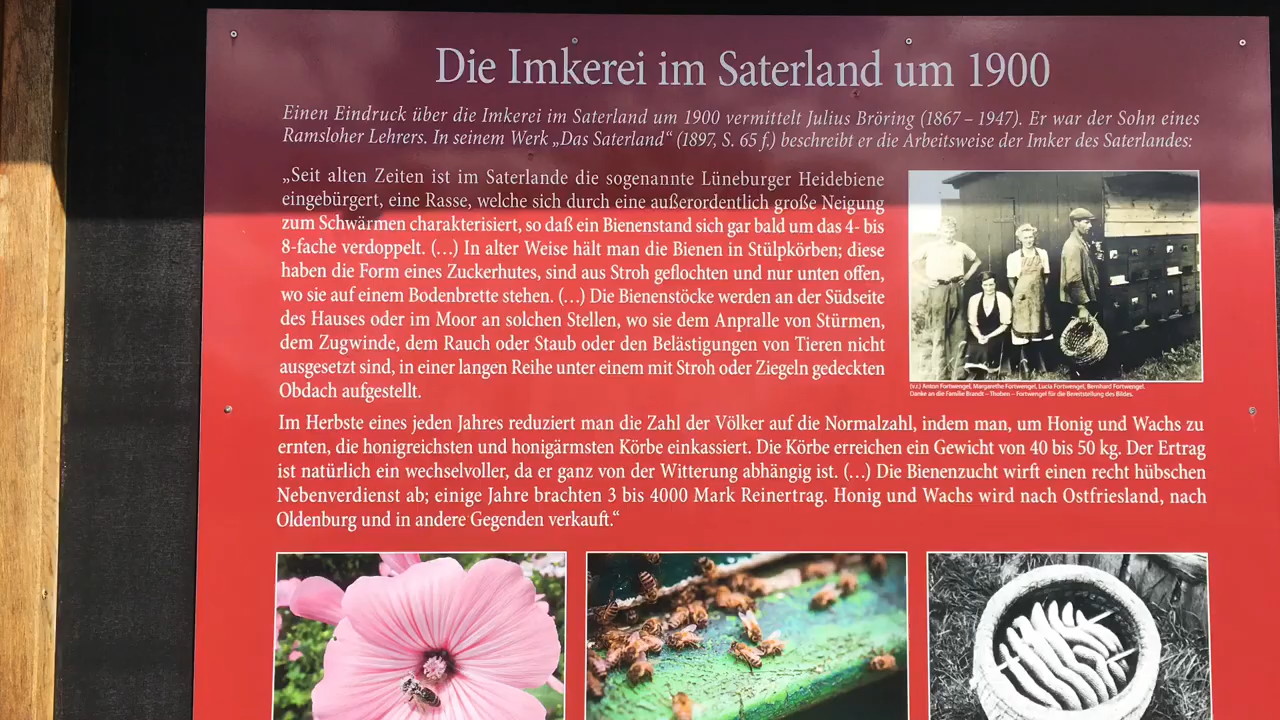 Die Imkerei im Saterland um 1900
Einen Eindruck über die Imkerei im Saterland um 1900 vermittelt Julius Bröring (1867 – 1947). Er war der Sohn eines
Ramsloher Lehrers. In seinem Werk „Das Saterland“ (1897, S. 65 f.) beschreibt er die Arbeitsweise der Imker des Saterlandes:
„Seit alten Zeiten ist im Saterlande die sogenannte Lüneburger Heidebiene
eingebürgert, eine Rasse, welche sich durch eine außerordentlich große Neigung
zum Schwärmen charakterisiert, so daß ein Bienenstand sich gar bald um das 4- bis
8-fache verdoppelt. (…) In alter Weise hält man die Bienen in Stülpkörben; diese
haben die Form eines Zuckerhutes, sind aus Stroh geflochten und nur unten offen,
wo sie auf einem Bodenbrette stehen. (…) Die Bienenstöcke werden an der Südseite
des Hauses oder im Moor an solchen Stellen, wo sie dem Anpralle von Stürmen,
dem Zugwinde, dem Rauch oder Staub oder den Belästigungen von Tieren nicht
ausgesetzt sind, in einer langen Reihe unter einem mit Stroh oder Ziegeln gedeckten
Obdach aufgestellt.
(v.r.) Anton Fortwengel, Margarethe Fortwengel, Lucia Fortwengel, Bernhard Fortwengel.
Danke an die Familie Brandt – Thoben – Fortwengel für die Bereitstellung des Bildes.
Im Herbste eines jeden Jahres reduziert man die Zahl der Völker auf die Normalzahl, indem man, um Honig und Wachs zu
ernten, die honigreichsten und honigärmsten Körbe einkassiert. Die Körbe erreichen ein Gewicht von 40 bis 50 kg. Der Ertrag
ist natürlich ein wechselvoller, da er ganz von der Witterung abhängig ist. (…) Die Bienenzucht wirft einen recht hübschen
Nebenverdienst ab; einige Jahre brachten 3 bis 4000 Mark Reinertrag. Honig und Wachs wird nach Ostfriesland, nach
Oldenburg und in andere Gegenden verkauft.“